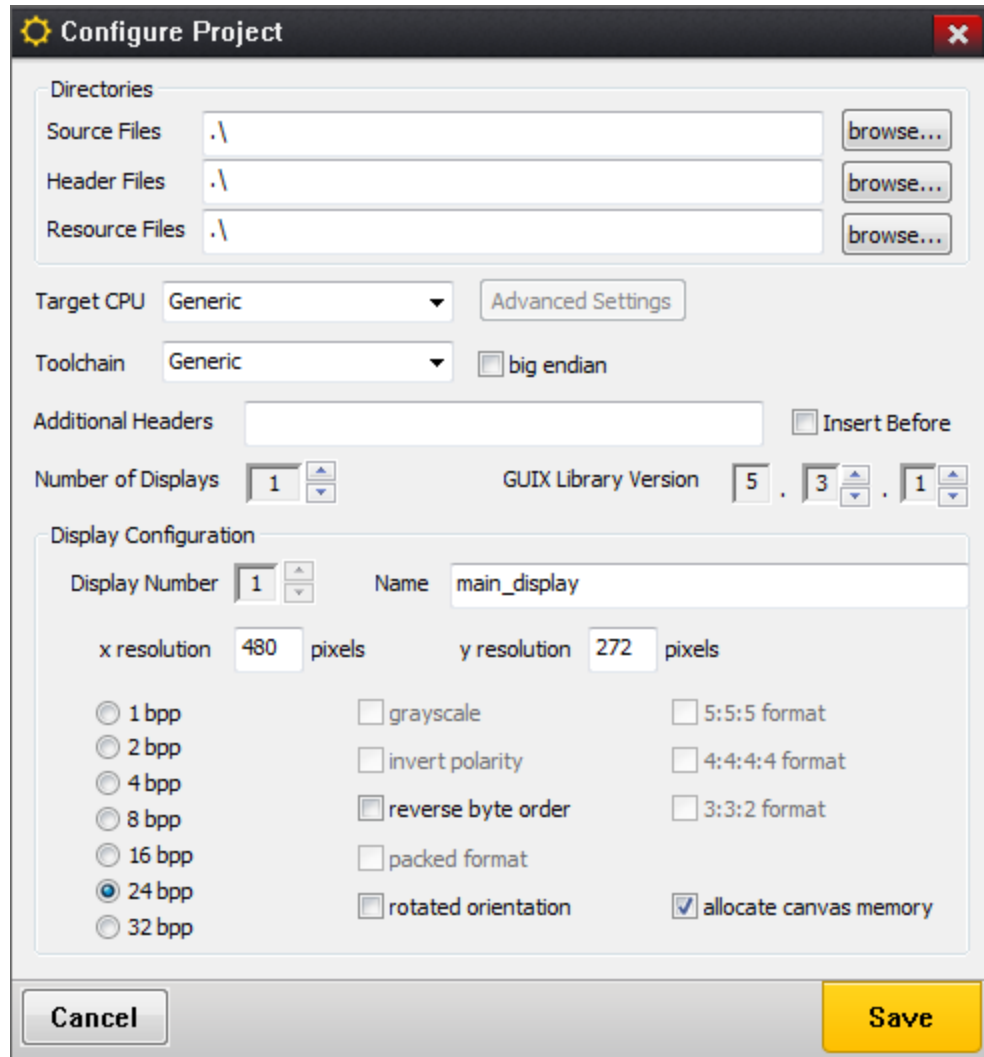 Configure Project
Directories
Source Files .\ browse...
Header Files .\ browse...
Resource Files .\ browse...
Target CPU Generic Advanced Settings
Toolchain Generic big endian
Additional Headers Insert Before
Number of Displays 1 GUIX Library Version 5 . 3 . 1
Display Configuration
Display Number 1 Name main_display
x resolution 480 pixels y resolution 272 pixels
1 bpp grayscale 5:5:5 format
2 bpp
invert polarity 4:4:4:4 format
4 bpp
8 bpp reverse byte order 3:3:2 format
16 bpp packed format
24 bpp rotated orientation allocate canvas memory
32 bpp
Cancel Save